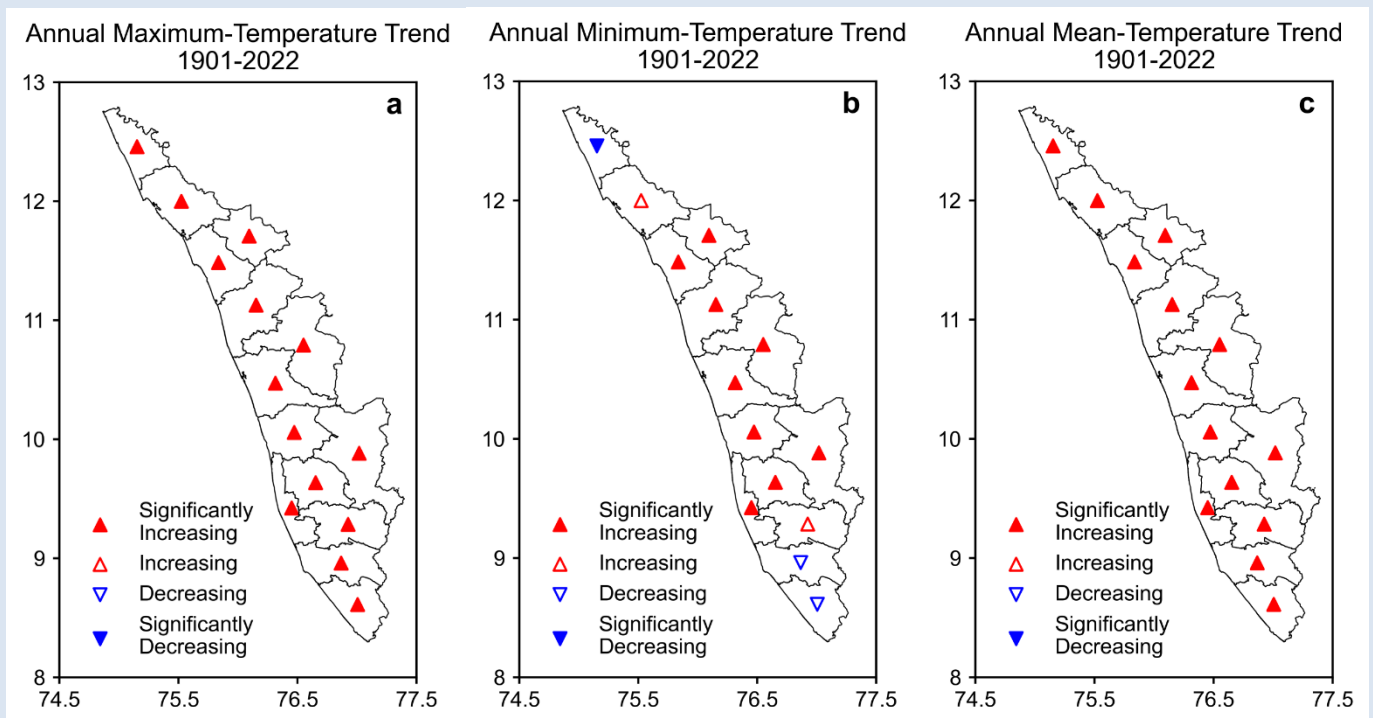 Annual Maximum-Temperature Trend
1901-2022
a
13
12
11
10
9
8
74.5
75.5
76.5
77.5
Significantly
Increasing
Increasing
Decreasing
Significantly
Decreasing
Annual Minimum-Temperature Trend
1901-2022
b
13
12
11
10
9
8
74.5
75.5
76.5
77.5
Significantly
Increasing
Increasing
Decreasing
Significantly
Decreasing
Annual Mean-Temperature Trend
1901-2022
c
13
12
11
10
9
8
74.5
75.5
76.5
77.5
Significantly
Increasing
Increasing
Decreasing
Significantly
Decreasing